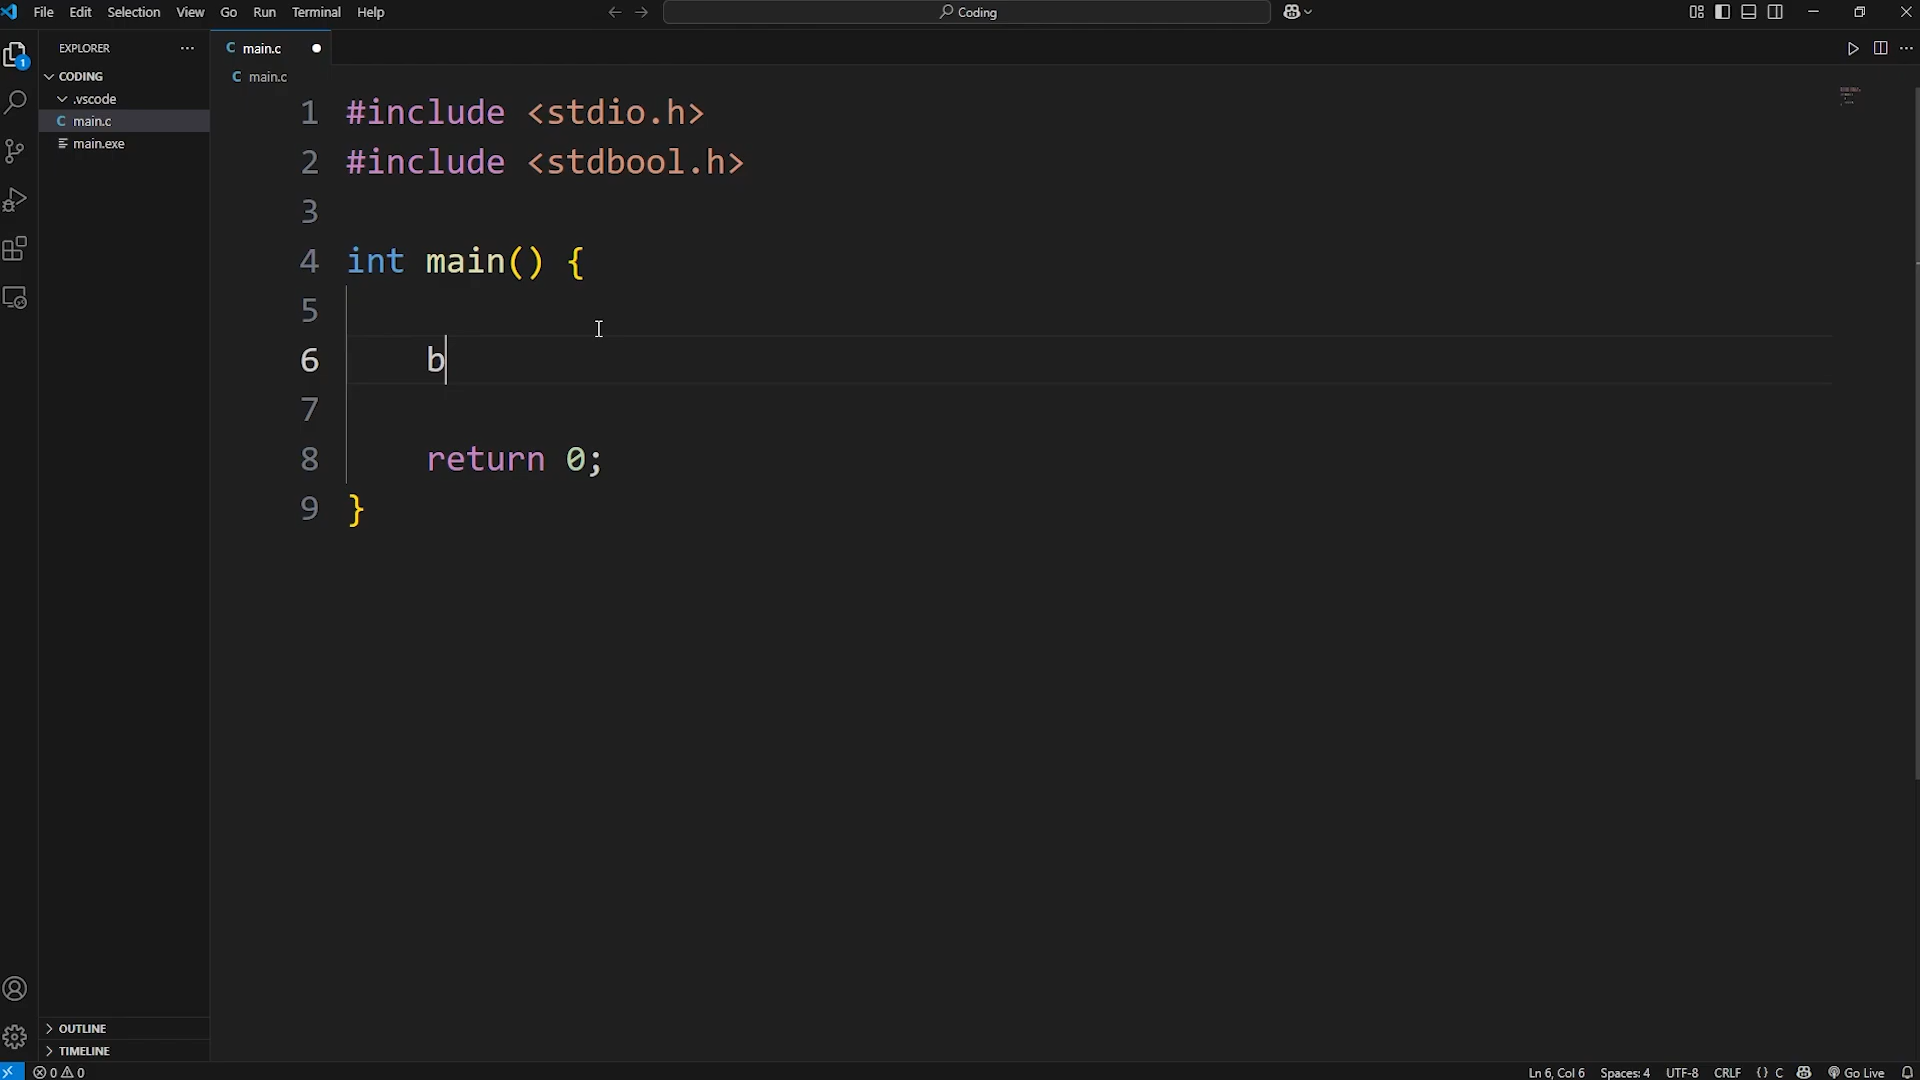 File Edit Selection View Go Run Terminal Help
Coding
EXPLORER
1
CODING
.vscode
C main.c
main.exe
OUTLINE
TIMELINE
C main.c
C main.c
1 #include <stdio.h>
2 #include <stdbool.h>
3
4 int main() {
5
6 b
7
8 return 0;
9 }
0 0
Ln 6, Col 6 Spaces: 4 UTF-8 CRLF {} C Go Live